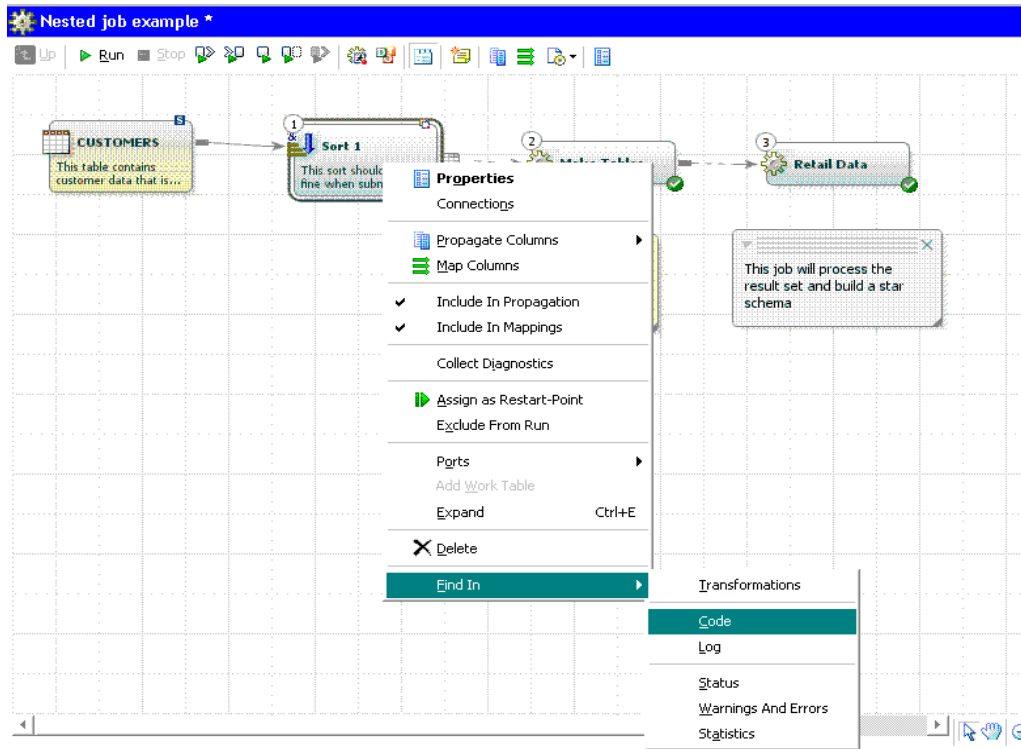 Nested job example *
Up Run Stop
S
CUSTOMERS
This table contains
customer data that is...
1
Sort 1
This sort should
fine when subm
2
Make Tables
3
Retail Data
This job will process the
result set and build a star
schema
Properties
Connections
Propagate Columns
Map Columns
Include In Propagation
Include In Mappings
Collect Diagnostics
Assign as Restart-Point
Exclude From Run
Ports
Add Work Table
Expand Ctrl+E
Delete
Find In
Transformations
Code
Log
Status
Warnings And Errors
Statistics